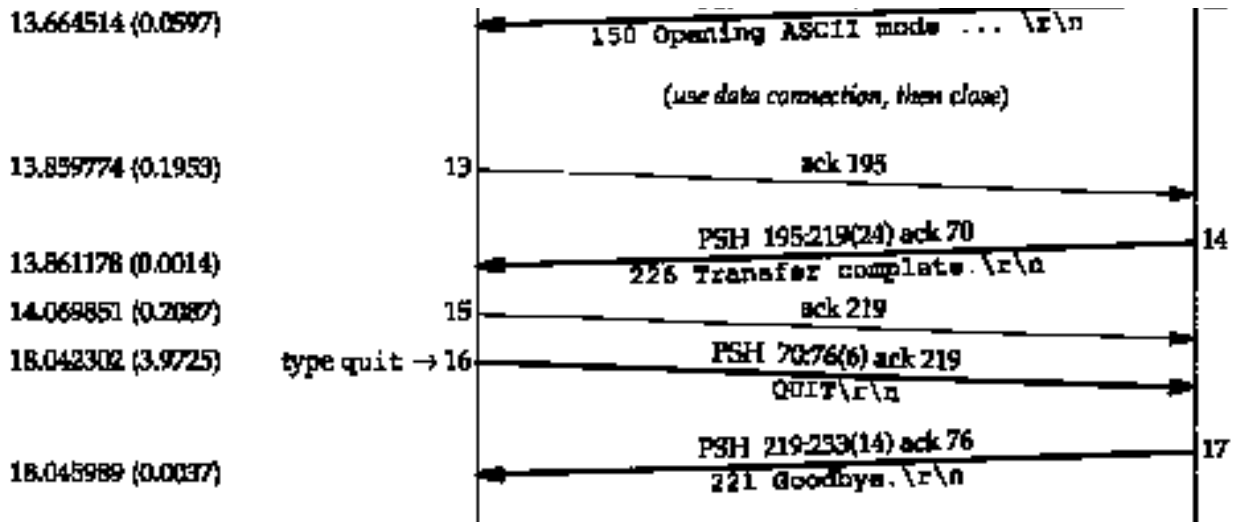 13.664514 (0.0597)
150 Opening ASCII mode ... \r\n
(use data connection, then close)
13.859774 (0.1953) 13 ack 195
PSH 195:219(24) ack 70 14
13.861178 (0.0014)
226 Transfer complete.\r\n
14.069851 (0.2087) 15 ack 219
18.042302 (3.9725) type quit → 16 PSH 70:76(6) ack 219
QUIT\r\n
PSH 219:233(14) ack 76 17
18.045989 (0.0037)
221 Goodbye.\r\n